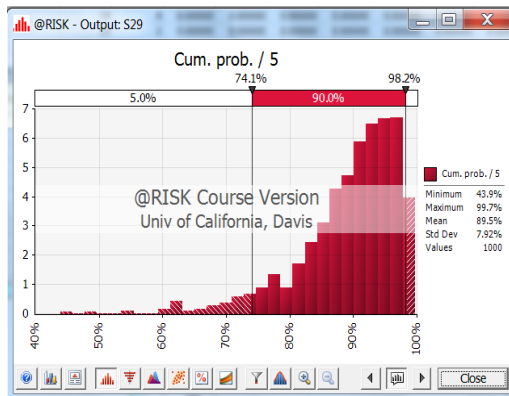 @RISK - Output: S29
Cum. prob. / 5
74.1% 98.2%
5.0% 90.0%
7
6
5
4
3
2
1
0
@RISK Course Version
Univ of California, Davis
Cum. prob. / 5
Minimum 43.9%
Maximum 99.7%
Mean 89.5%
Std Dev 7.92%
Values 1000
40% 50% 60% 70% 80% 90% 100%
Close